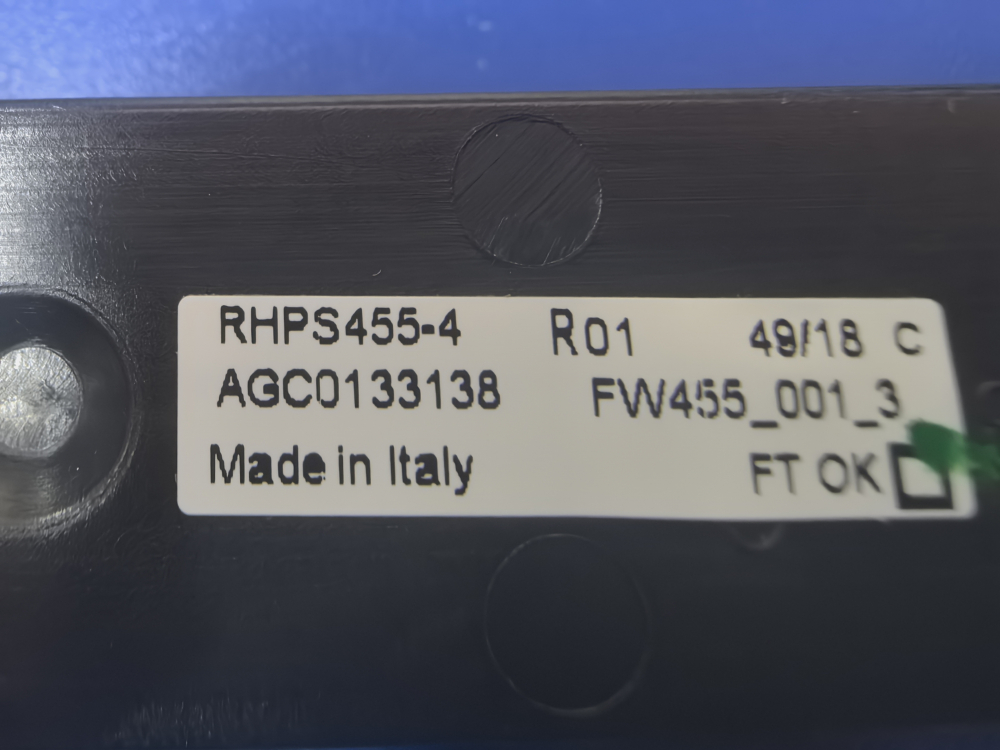 RHPS455-4 R01 49/18 C
AGC0133138 FW455_001_3
Made in Italy FT OK